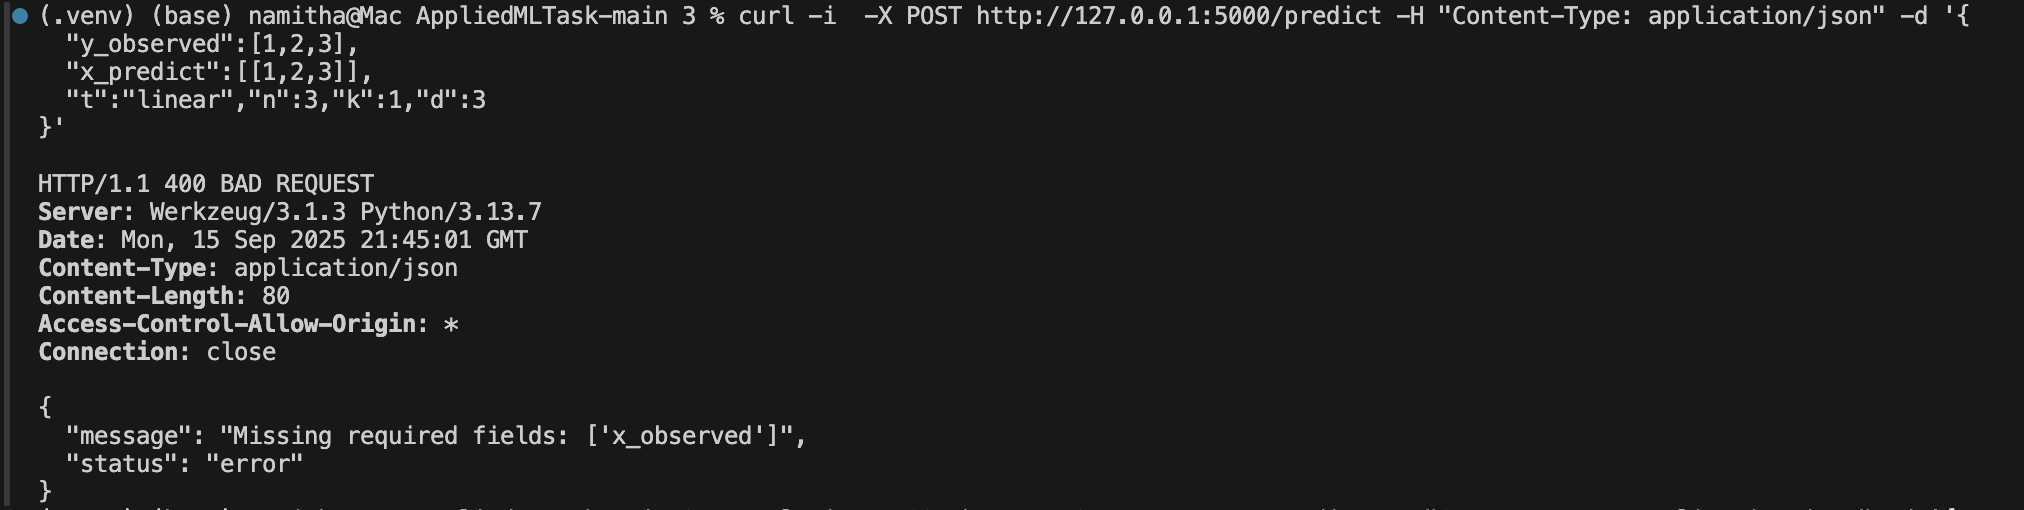 (.venv) (base) namitha@Mac AppliedMLTask-main 3 % curl -i  -X POST http://127.0.0.1:5000/predict -H "Content-Type: application/json" -d '{
  "y_observed":[1,2,3],
  "x_predict":[[1,2,3]],
  "t":"linear","n":3,"k":1,"d":3
}'

HTTP/1.1 400 BAD REQUEST
Server: Werkzeug/3.1.3 Python/3.13.7
Date: Mon, 15 Sep 2025 21:45:01 GMT
Content-Type: application/json
Content-Length: 80
Access-Control-Allow-Origin: *
Connection: close

{
  "message": "Missing required fields: ['x_observed']",
  "status": "error"
}